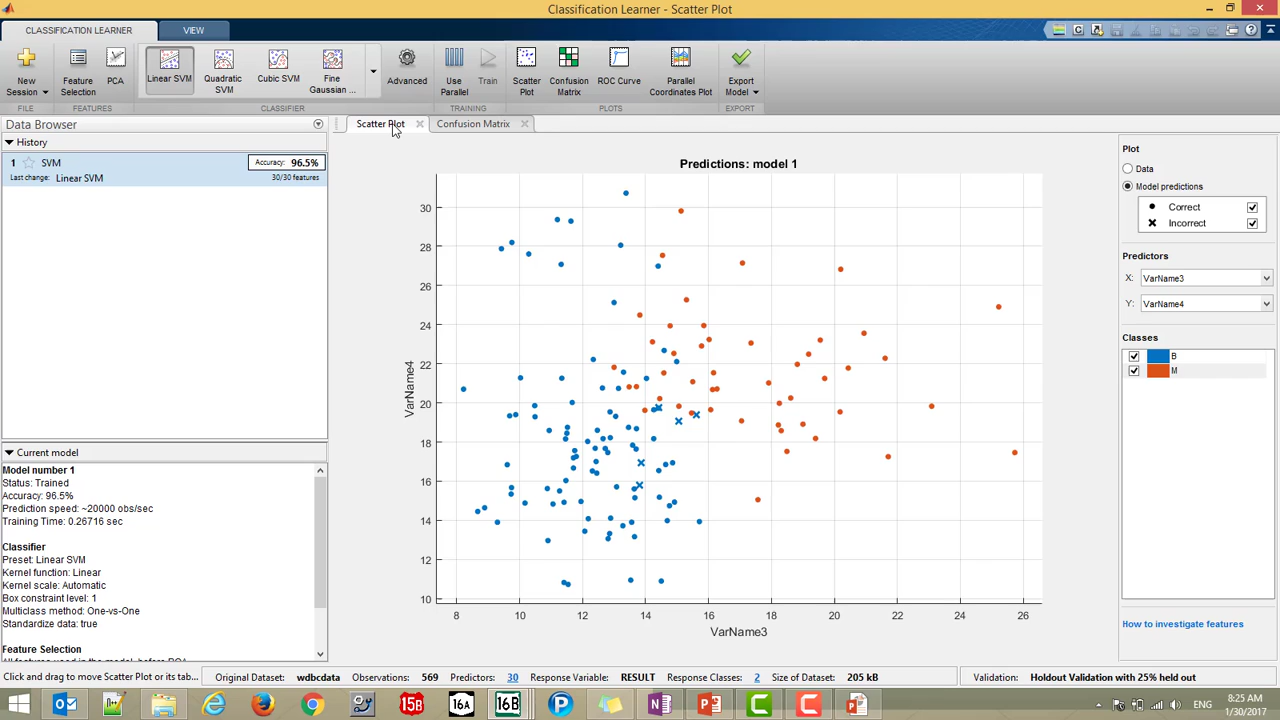 Classification Learner - Scatter Plot
CLASSIFICATION LEARNER
VIEW
New
Session
Feature
Selection
PCA
Linear SVM
Quadratic
SVM
Cubic SVM
Fine
Gaussian ...
Advanced
Use
Parallel
Train
Scatter
Plot
Confusion
Matrix
ROC Curve
Parallel
Coordinates Plot
Export
Model
FILE
FEATURES
CLASSIFIER
TRAINING
PLOTS
EXPORT
Data Browser
History
1 SVM Accuracy: 96.5%
Last change: Linear SVM 30/30 features
Current model
Model number 1
Status: Trained
Accuracy: 96.5%
Prediction speed: ~20000 obs/sec
Training Time: 0.26716 sec
Classifier
Preset: Linear SVM
Kernel function: Linear
Kernel scale: Automatic
Box constraint level: 1
Multiclass method: One-vs-One
Standardize data: true
Feature Selection
All features used in the model, before PCA
Scatter Plot
Confusion Matrix
Predictions: model 1
30
28
26
24
22
20
18
16
14
12
10
VarName4
8 10 12 14 16 18 20 22 24 26
VarName3
Plot
Data
Model predictions
Correct
Incorrect
Predictors
X: VarName3
Y: VarName4
Classes
B
M
How to investigate features
Click and drag to move Scatter Plot or its tab...
Original Dataset: wdbcdata Observations: 569 Predictors: 30 Response Variable: RESULT Response Classes: 2 Size of Dataset: 205 kB
Validation: Holdout Validation with 25% held out
15B
16A
16B
ENG
8:25 AM
1/30/2017